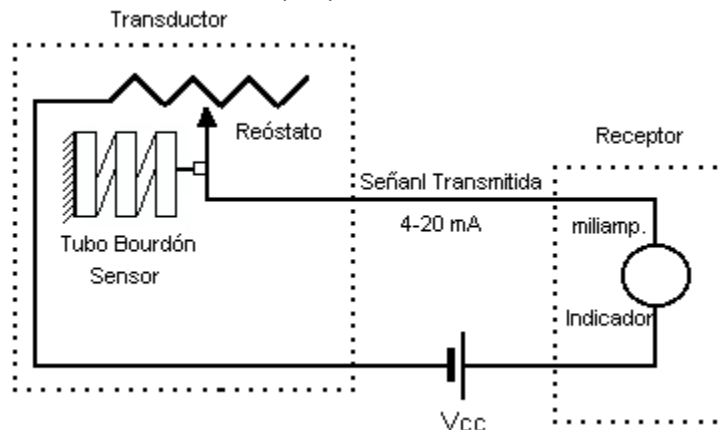 Transductor
Reóstato
Receptor
Señanl Transmitida
4-20 mA
miliamp.
Tubo Bourdón
Sensor
Indicador
Vcc